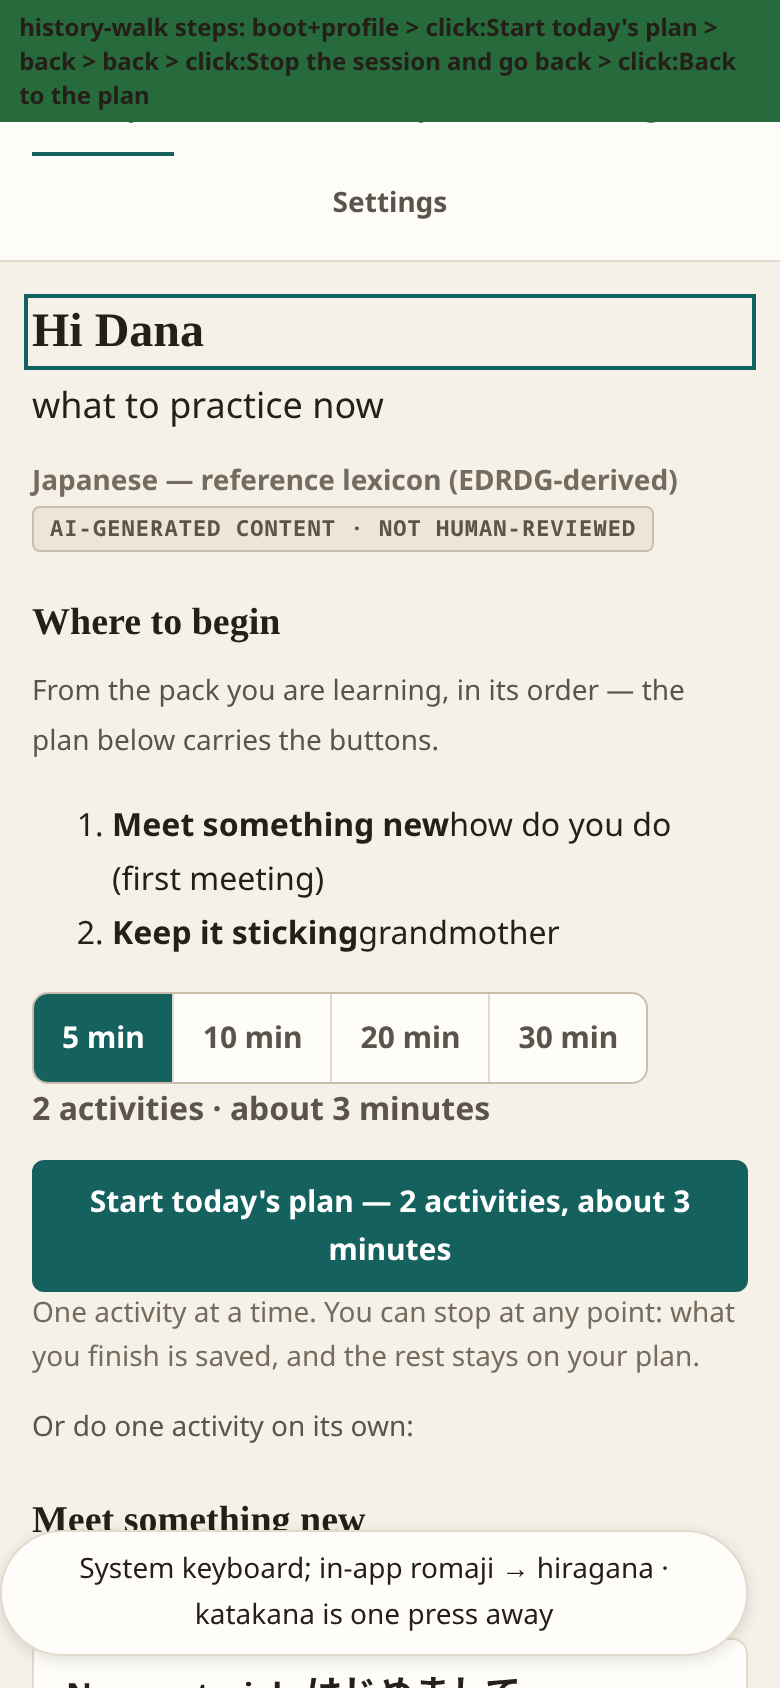 history-walk steps: boot+profile > click:Start today's plan >
back > back > click:Stop the session and go back > click:Back
to the plan
Settings
Hi Dana
what to practice now
Japanese — reference lexicon (EDRDG-derived)
AI-GENERATED CONTENT · NOT HUMAN-REVIEWED
Where to begin
From the pack you are learning, in its order — the
plan below carries the buttons.
1. Meet something newhow do you do
(first meeting)
2. Keep it stickinggrandmother
5 min 10 min 20 min 30 min
2 activities · about 3 minutes
Start today's plan — 2 activities, about 3
minutes
One activity at a time. You can stop at any point: what
you finish is saved, and the rest stays on your plan.
Or do one activity on its own:
Meet something new
System keyboard; in-app romaji → hiragana ·
katakana is one press away
はじめまして